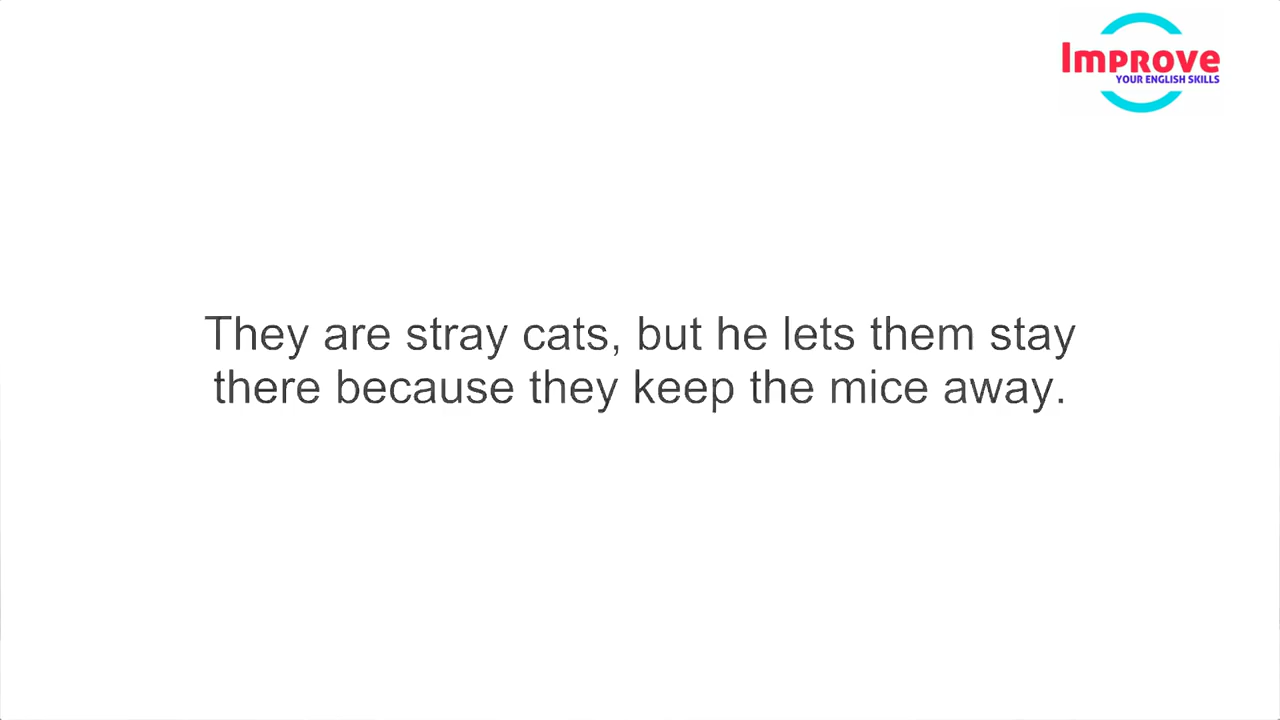 Improve
YOUR ENGLISH SKILLS
They are stray cats, but he lets them stay
there because they keep the mice away.